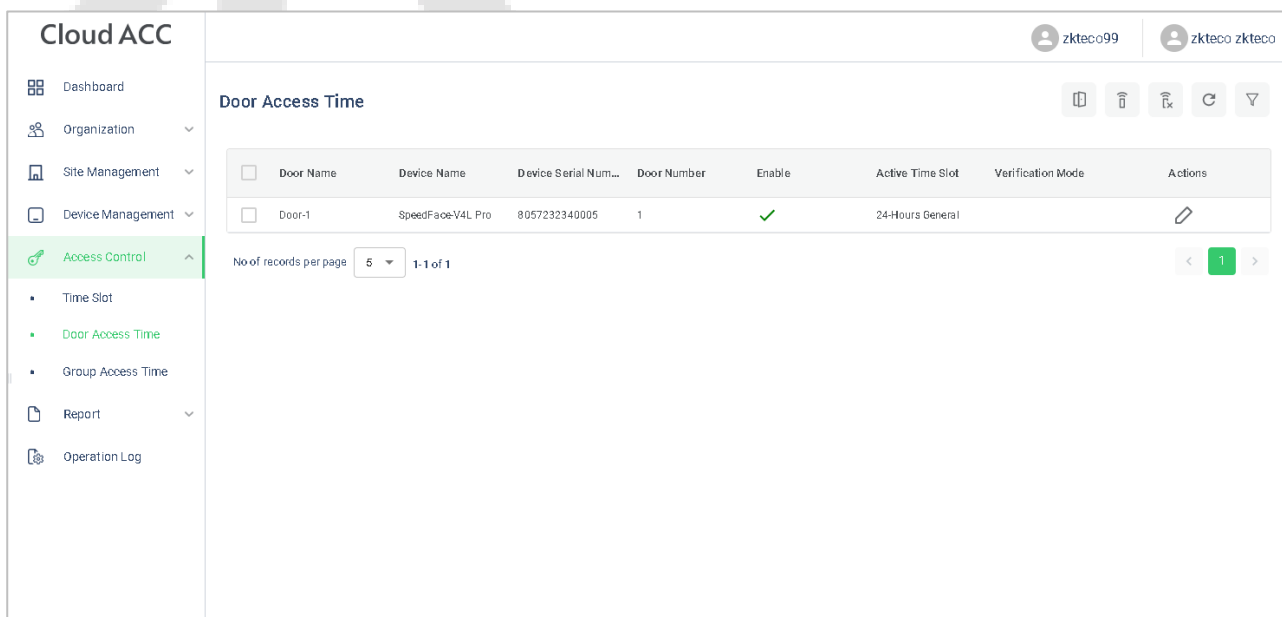 Cloud ACC
zkteco99
zkteco zkteco
Dashboard
Organization
Site Management
Device Management
Access Control
Time Slot
Door Access Time
Group Access Time
Report
Operation Log
Door Access Time
Door Name Device Name Device Serial Num... Door Number Enable Active Time Slot Verification Mode Actions
Door-1 SpeedFace-V4L Pro 8057232340005 1 24-Hours General
No of records per page 5 1-1 of 1
< 1 >